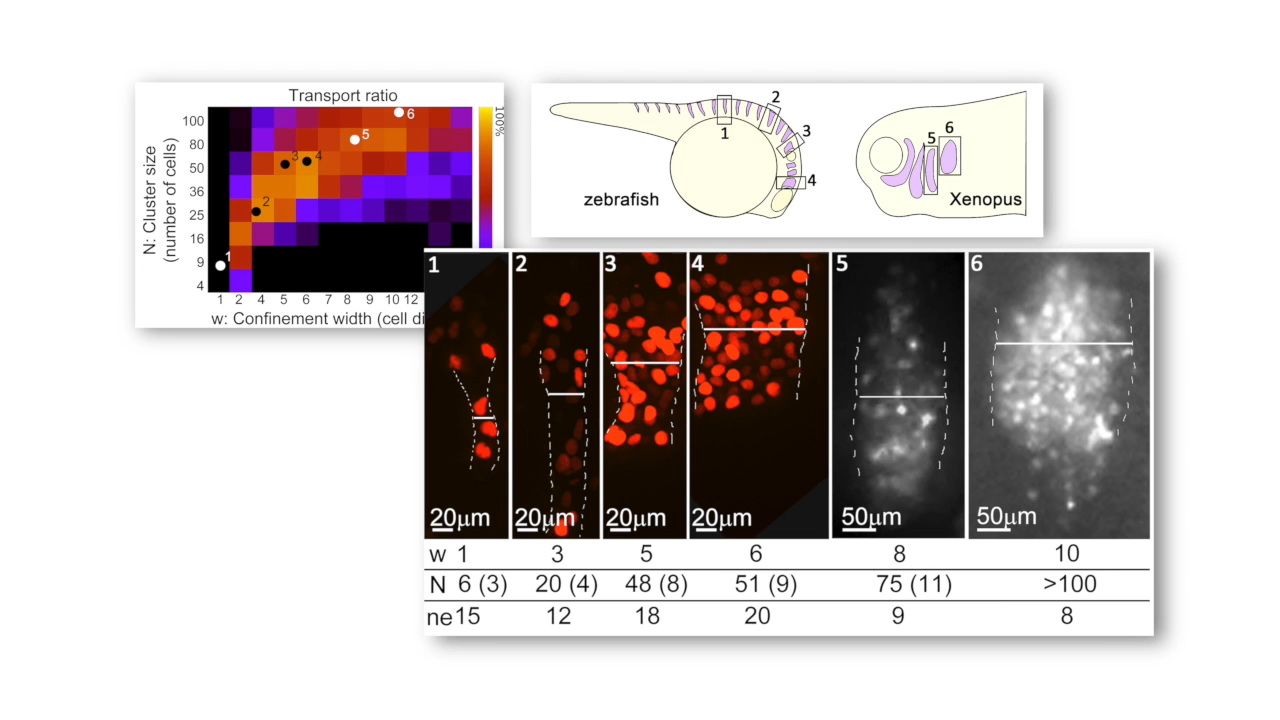 Transport ratio
N: Cluster size
(number of cells)
100
80
50
36
25
16
9
4
1 2 4 5 6 7 8 9 10 12
w: Confinement width (cell di
100%
1
2
3
4
5
6
1
2
3
4
zebrafish
5
6
Xenopus
1 2 3 4 5 6
20μm 20μm 20μm 20μm 50μm 50μm
w 1 3 5 6 8 10
N 6 (3) 20 (4) 48 (8) 51 (9) 75 (11) >100
ne 15 12 18 20 9 8